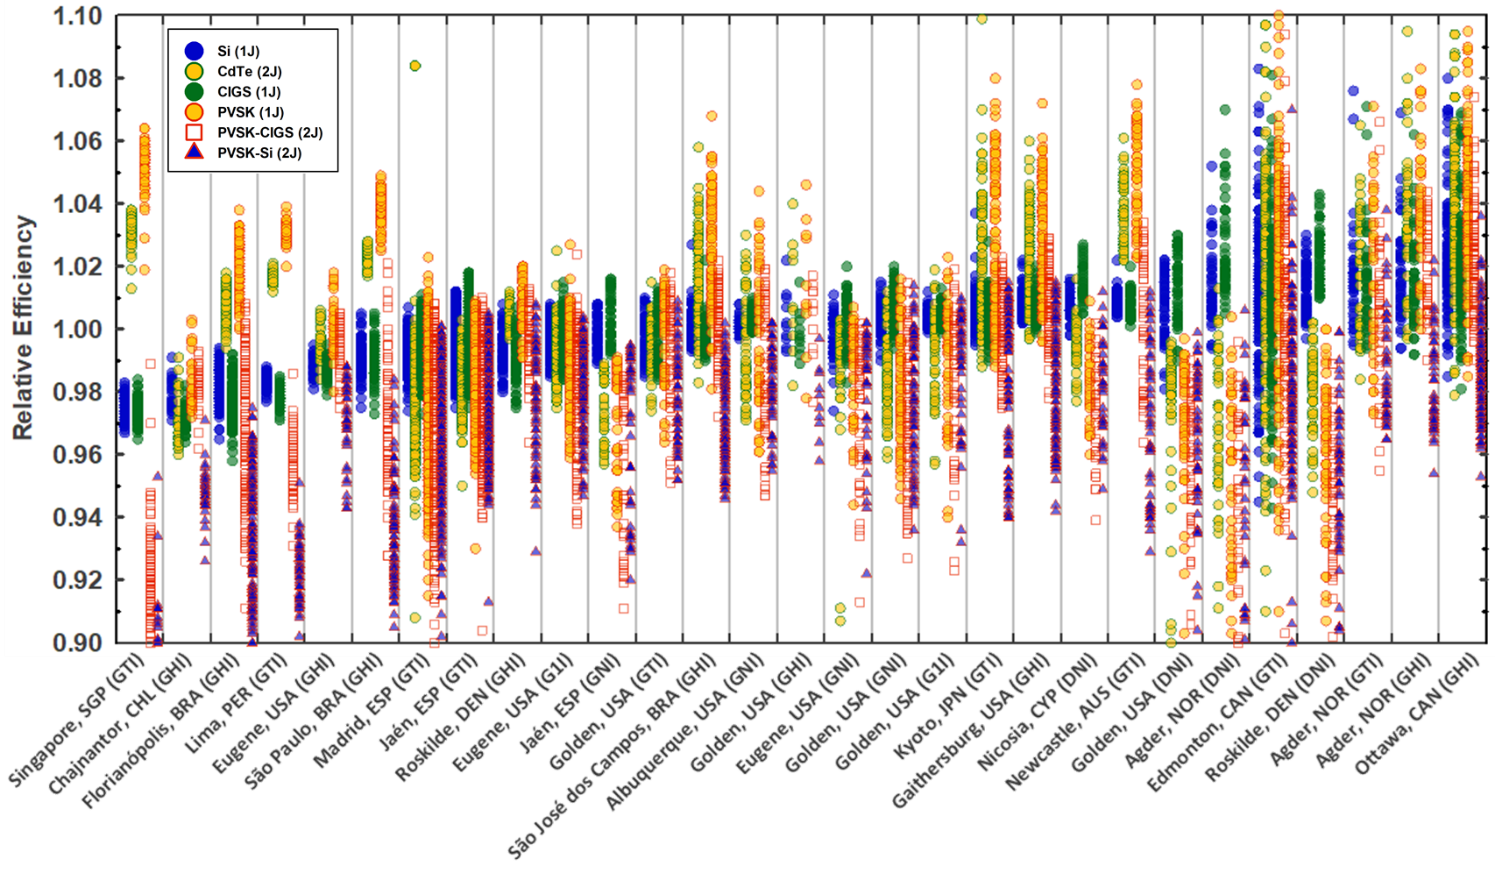 1.10
1.08
1.06
1.04
1.02
1.00
0.98
0.96
0.94
0.92
0.90
Relative Efficiency
Si (1J)
CdTe (2J)
CIGS (1J)
PVSK (1J)
PVSK-CIGS (2J)
PVSK-Si (2J)
Singapore, SGP (GTI)
Chajnantor, CHL (GHI)
Florianópolis, BRA (GHI)
Lima, PER (GTI)
Eugene, USA (GHI)
São Paulo, BRA (GHI)
Madrid, ESP (GTI)
Jaén, ESP (GTI)
Roskilde, DEN (GHI)
Eugene, USA (G1I)
Jaén, ESP (GNI)
Golden, USA (GTI)
São José dos Campos, BRA (GHI)
Albuquerque, USA (GNI)
Golden, USA (GHI)
Eugene, USA (GNI)
Golden, USA (GNI)
Golden, USA (G1I)
Kyoto, JPN (GTI)
Gaithersburg, USA (GHI)
Nicosia, CYP (DNI)
Newcastle, AUS (GTI)
Golden, USA (DNI)
Agder, NOR (DNI)
Edmonton, CAN (GTI)
Roskilde, DEN (DNI)
Agder, NOR (GTI)
Agder, NOR (GHI)
Ottawa, CAN (GHI)